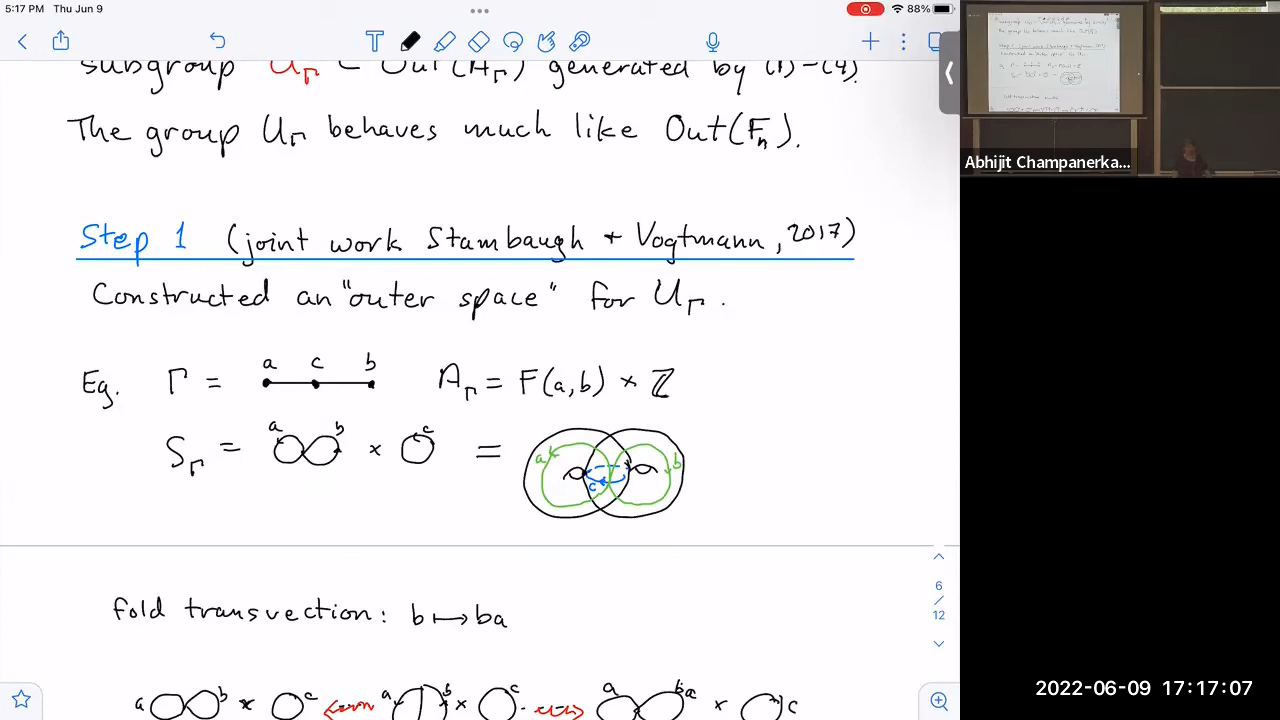 5:17 PM Thu Jun 9
88%
subgroup U_Γ ⊂ Out(A_Γ) generated by (1)-(4).
The group U_Γ behaves much like Out(F_n).
Step 1 (joint work Stambaugh + Vogtmann, 2017)
Constructed an "outer space" for U_Γ.
a c b
Eg. Γ = A_Γ = F(a,b) × ℤ
a b c
S_Γ = × =
a b
c
fold transvection: b ↦ ba
a b × c a b × c a ba × c
6
/
12
Abhijit Champanerka...
2022-06-09 17:17:07